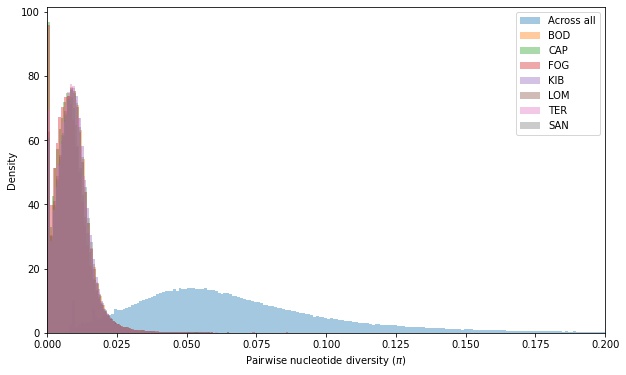 100
80
60
40
20
0
Density
0.000 0.025 0.050 0.075 0.100 0.125 0.150 0.175 0.200
Pairwise nucleotide diversity (π)
Across all
BOD
CAP
FOG
KIB
LOM
TER
SAN